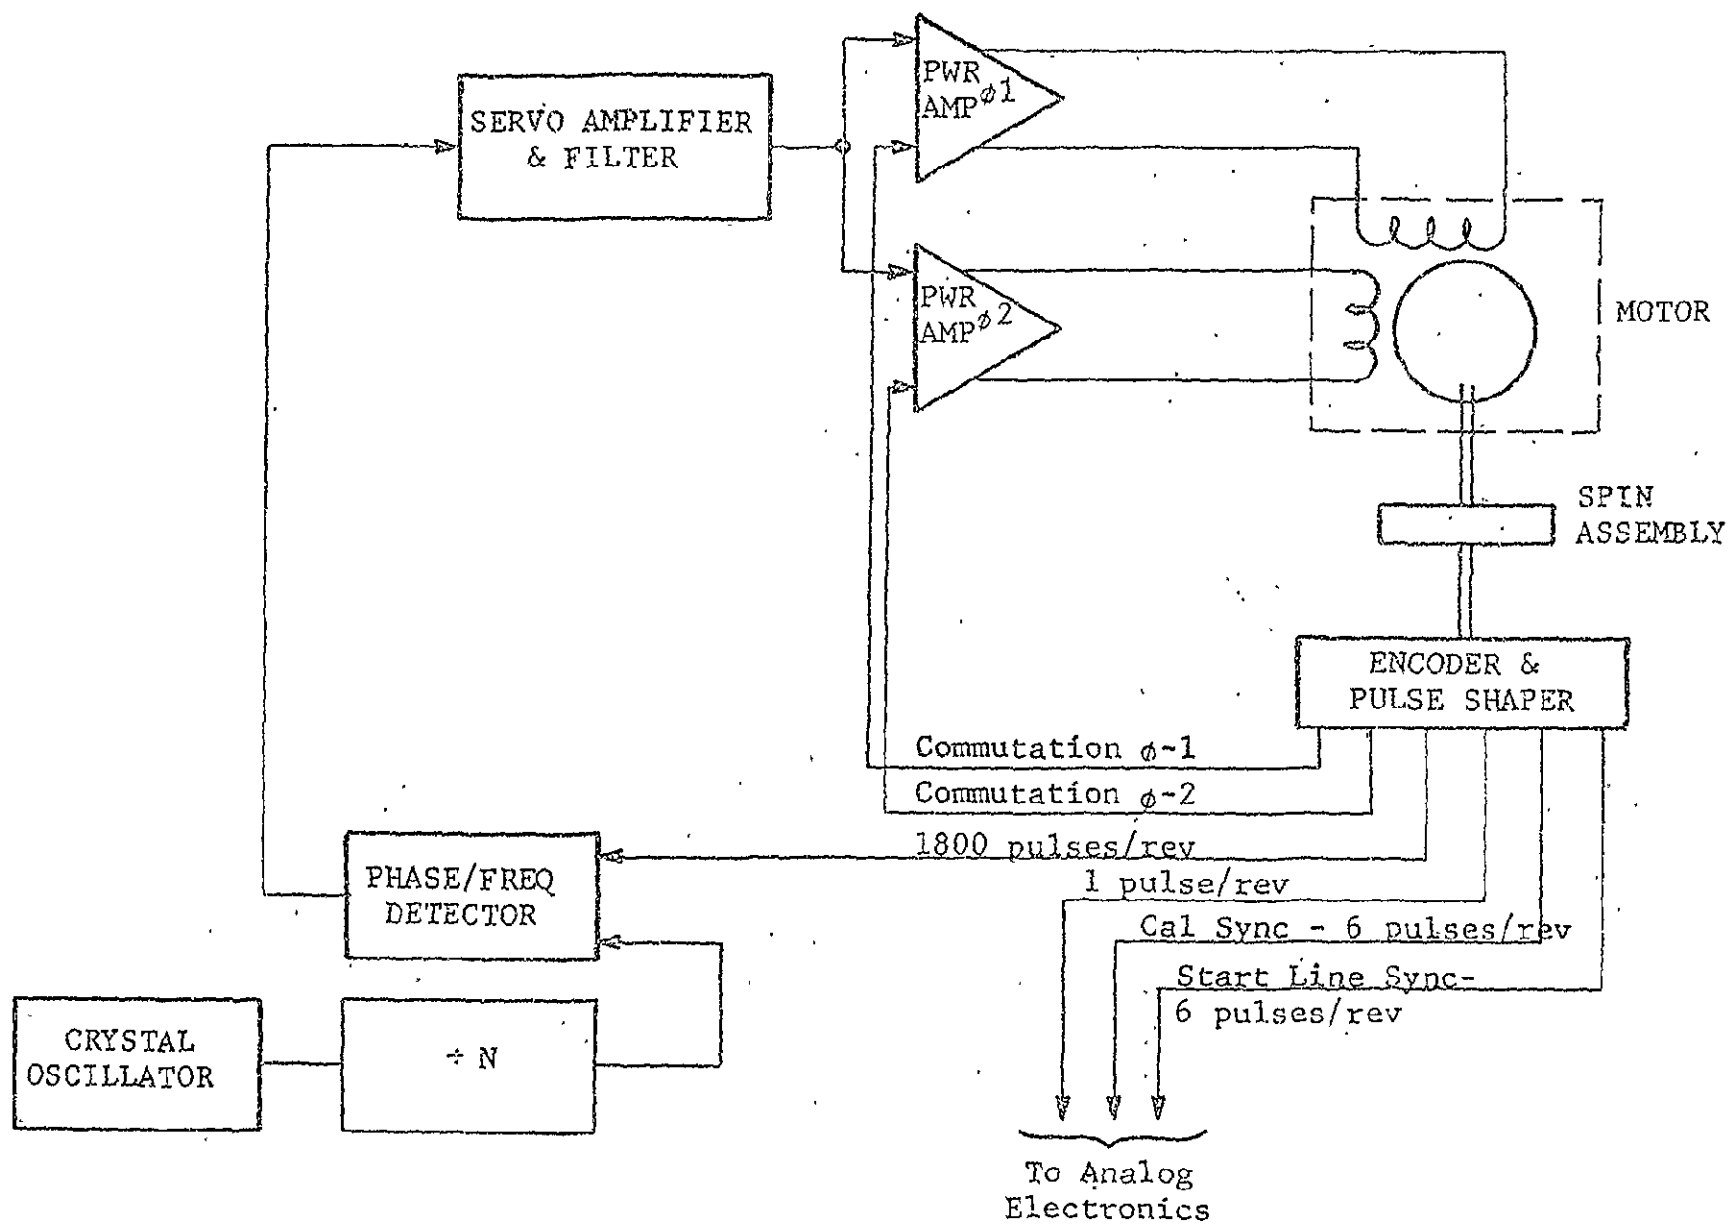 SERVO AMPLIFIER
& FILTER
PWR
AMP ø1
PWR
AMP ø2
MOTOR
SPIN
ASSEMBLY
ENCODER &
PULSE SHAPER
Commutation ø-1
Commutation ø-2
1800 pulses/rev
1 pulse/rev
Cal Sync - 6 pulses/rev
Start Line Sync-
6 pulses/rev
PHASE/FREQ
DETECTOR
CRYSTAL
OSCILLATOR
÷ N
To Analog
Electronics